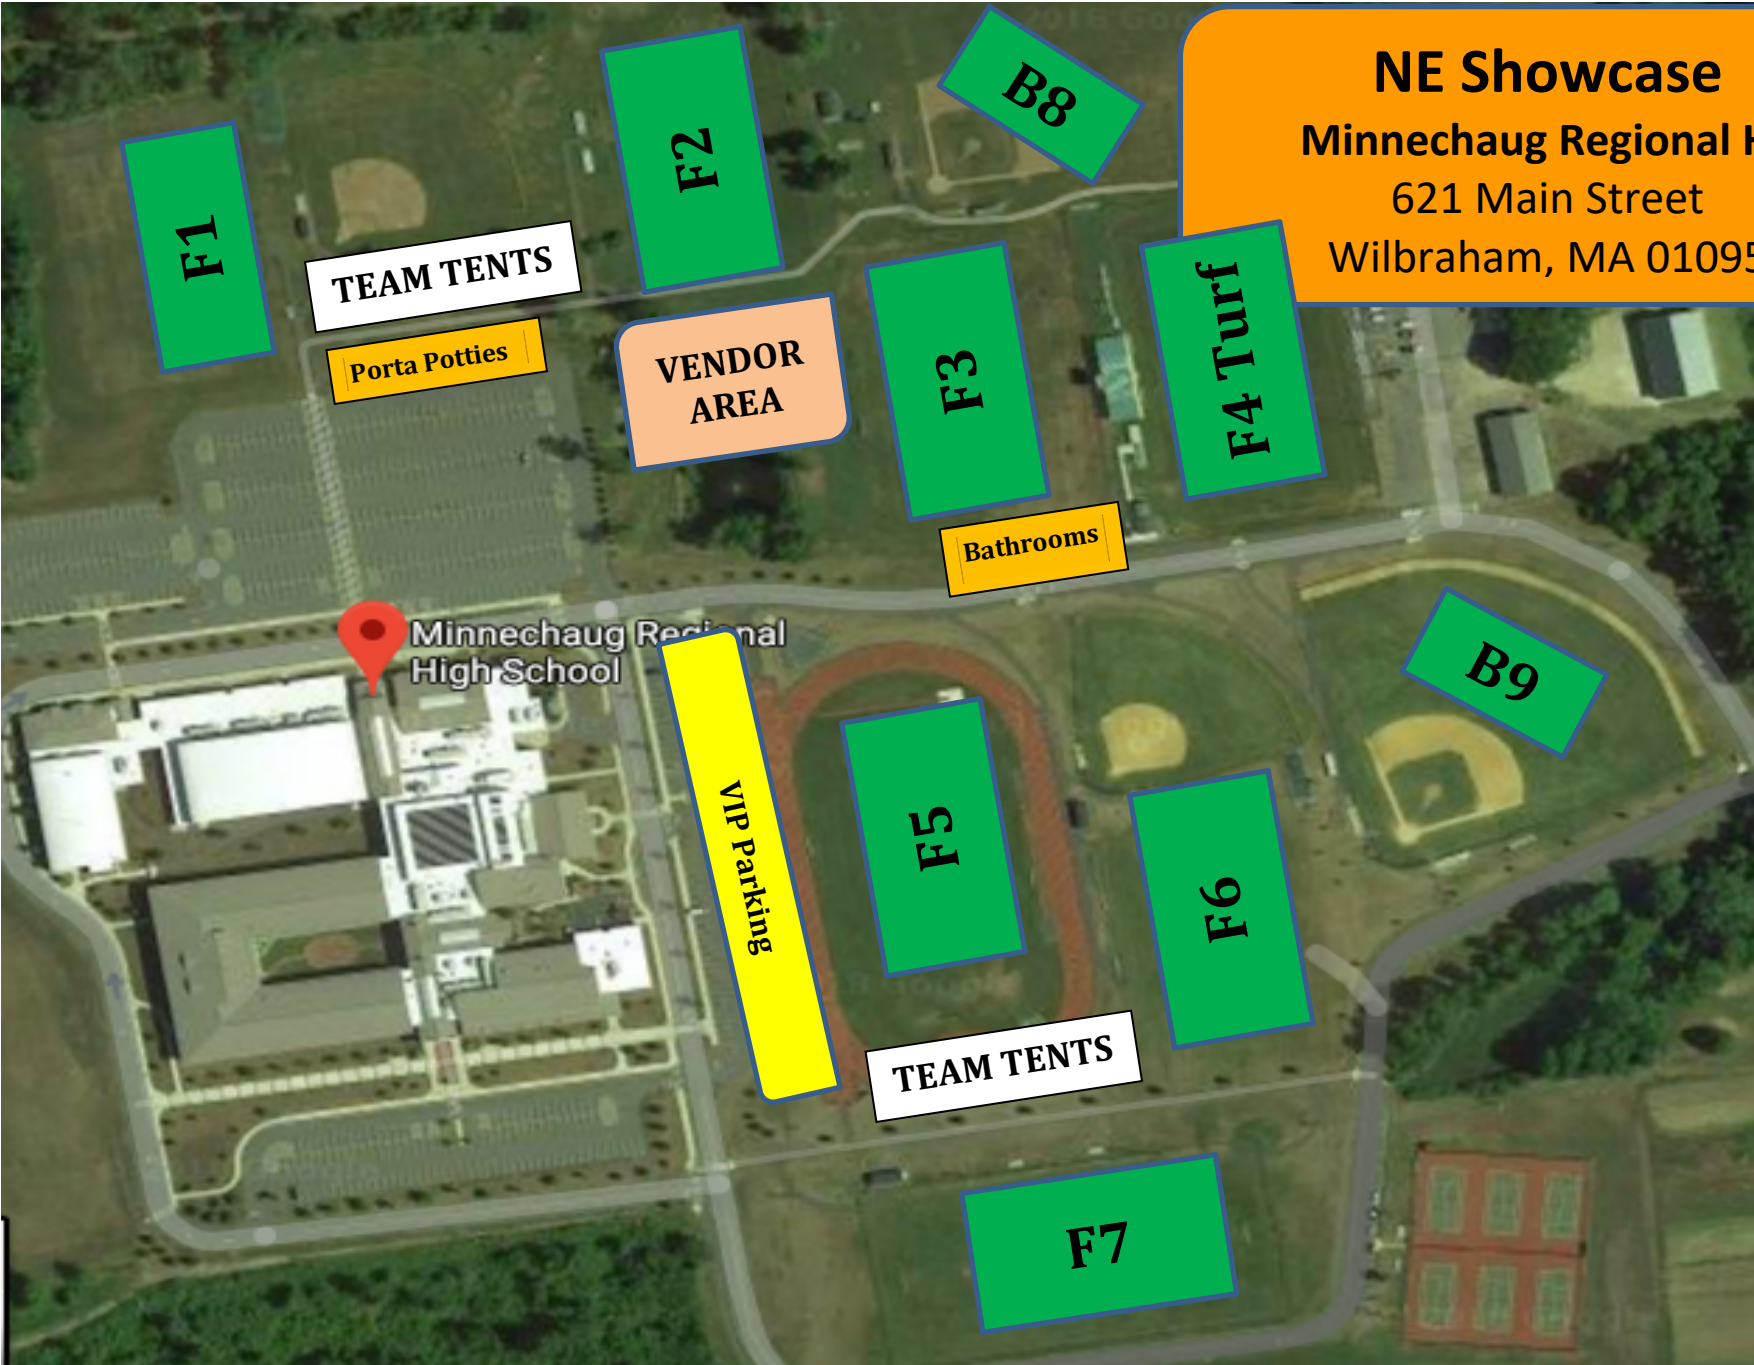 NE Showcase
Minnechaug Regional H
621 Main Street
Wilbraham, MA 01095
B8
F2
F1
TEAM TENTS
Porta Potties
VENDOR
AREA
F3
F4 Turf
Bathrooms
Minnechaug Regional
High School
B9
VIP Parking
F5
F6
TEAM TENTS
F7